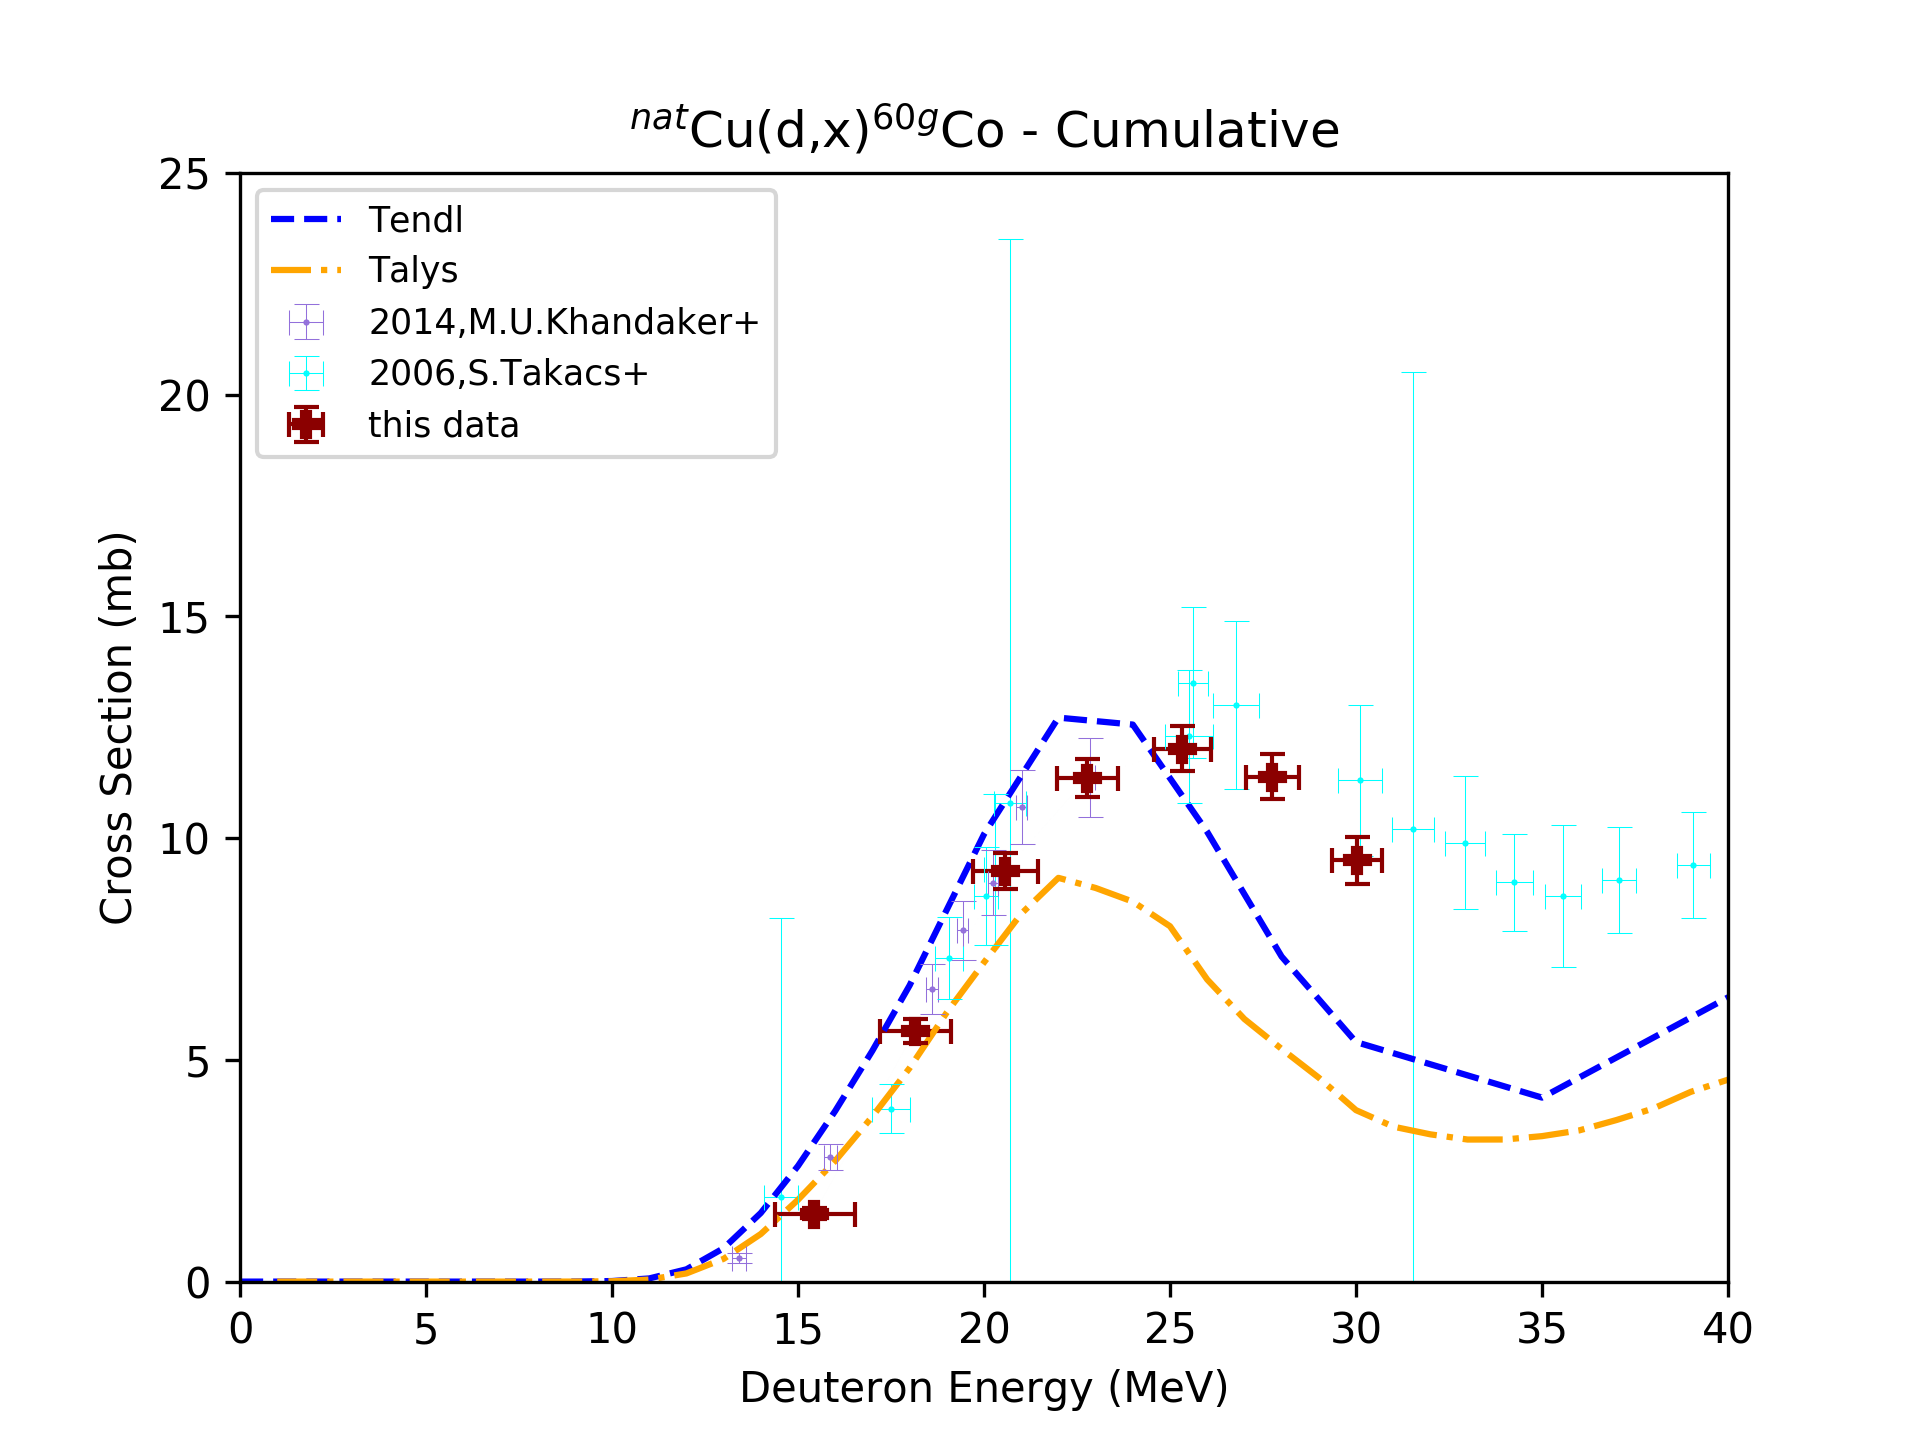 ⁿᵃᵗCu(d,x)⁶⁰ᵍCo - Cumulative
25
20
15
10
5
0
Cross Section (mb)
Tendl
Talys
2014,M.U.Khandaker+
2006,S.Takacs+
this data
0 5 10 15 20 25 30 35 40
Deuteron Energy (MeV)